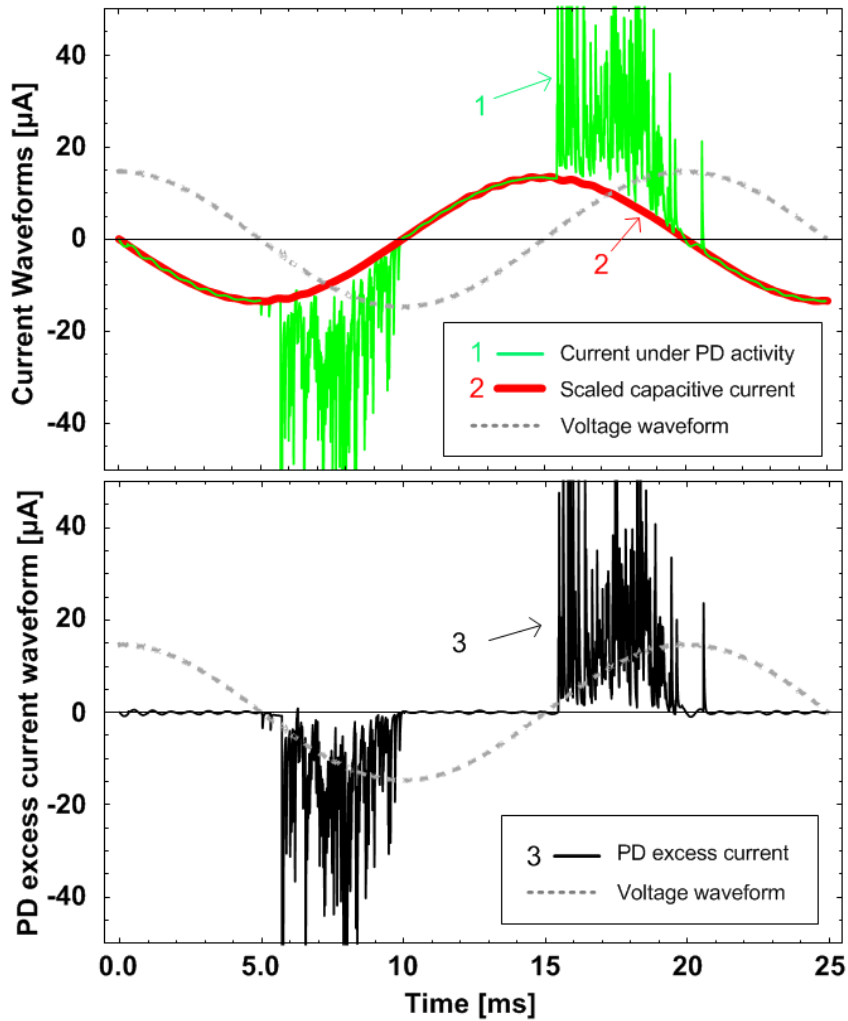 Current Waveforms [µA]
40
20
0
-20
-40
1
2
1 Current under PD activity
2 Scaled capacitive current
Voltage waveform
PD excess current waveform [µA]
40
20
0
-20
-40
3
3 PD excess current
Voltage waveform
0.0 5.0 10 15 20 25
Time [ms]